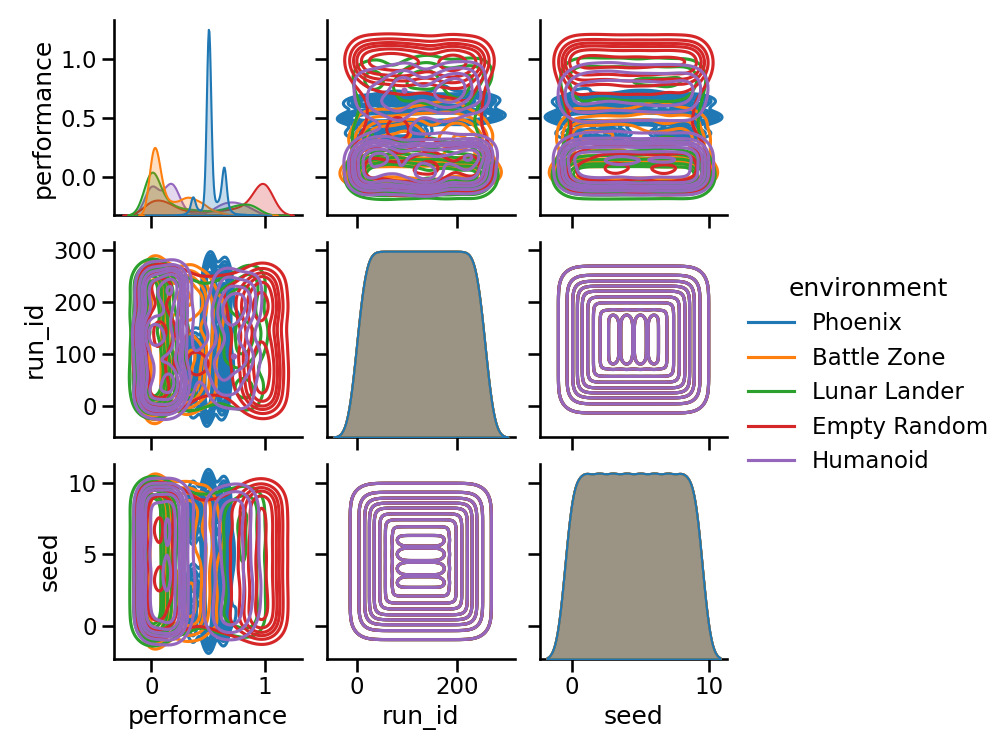 performance
1.0
0.5
0.0
run_id
300
200
100
0
environment
Phoenix
Battle Zone
Lunar Lander
Empty Random
Humanoid
seed
10
5
0
0 1
0 200
0 10
performance
run_id
seed